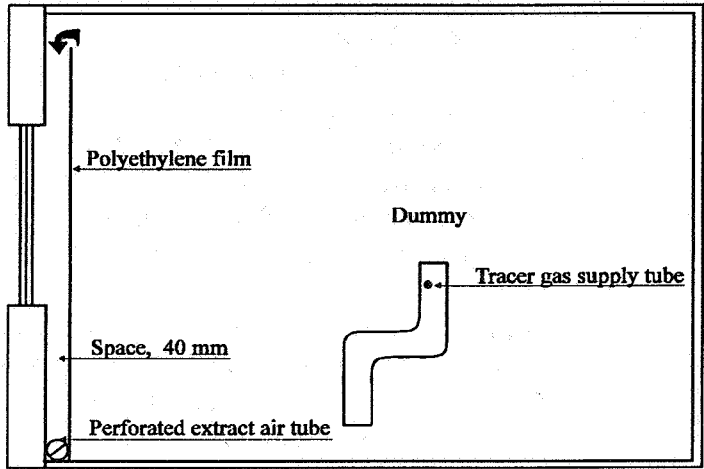 Polyethylene film
Dummy
Tracer gas supply tube
Space, 40 mm
Perforated extract air tube